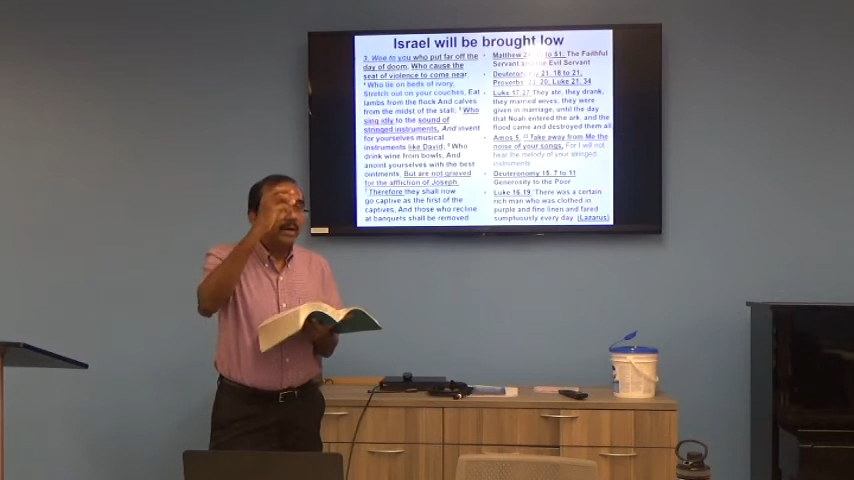 Israel will be brought low
3. Woe to you who put far off the
day of doom, Who cause the
seat of violence to come near;
4 Who lie on beds of ivory,
Stretch out on your couches, Eat
lambs from the flock And calves
from the midst of the stall; 5 Who
sing idly to the sound of
stringed instruments, And invent
for yourselves musical
instruments like David; 6 Who
drink wine from bowls, And
anoint yourselves with the best
But are not grieved
for the affliction of Joseph.
7 Therefore they shall now
go captive as the first of the
captives, And those who recline
at banquets shall be removed
• Matthew to 51: The Faithful
Servant and the Evil Servant
• Deuteronomy 21. 18 to 21,
Proverbs 20, Luke 21. 34
• Luke 17.27 They ate, they drank,
they married wives, they were
given in marriage, until the day
that Noah entered the ark, and the
flood came and destroyed them all
• Amos 5. Take away from Me the
noise of your songs, For I will not
hear the melody of your stringed
instruments
• Deuteronomy 15. 7 to 11
Generosity to the Poor
• Luke 16.19 'There was a certain
rich man who was clothed in
purple and fine linen and fared
sumptuously every day (Lazarus)